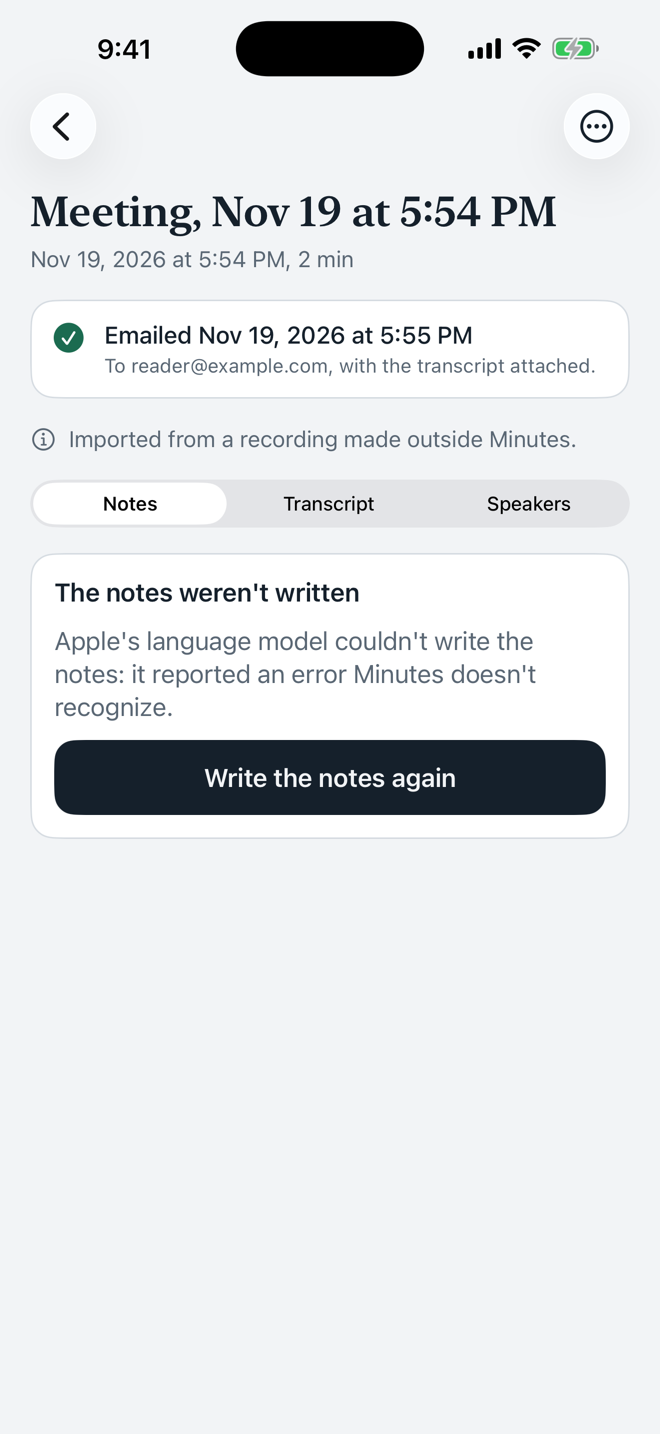 9:41
Meeting, Nov 19 at 5:54 PM
Nov 19, 2026 at 5:54 PM, 2 min
Emailed Nov 19, 2026 at 5:55 PM
To reader@example.com, with the transcript attached.
Imported from a recording made outside Minutes.
Notes
Transcript
Speakers
The notes weren't written
Apple's language model couldn't write the
notes: it reported an error Minutes doesn't
recognize.
Write the notes again